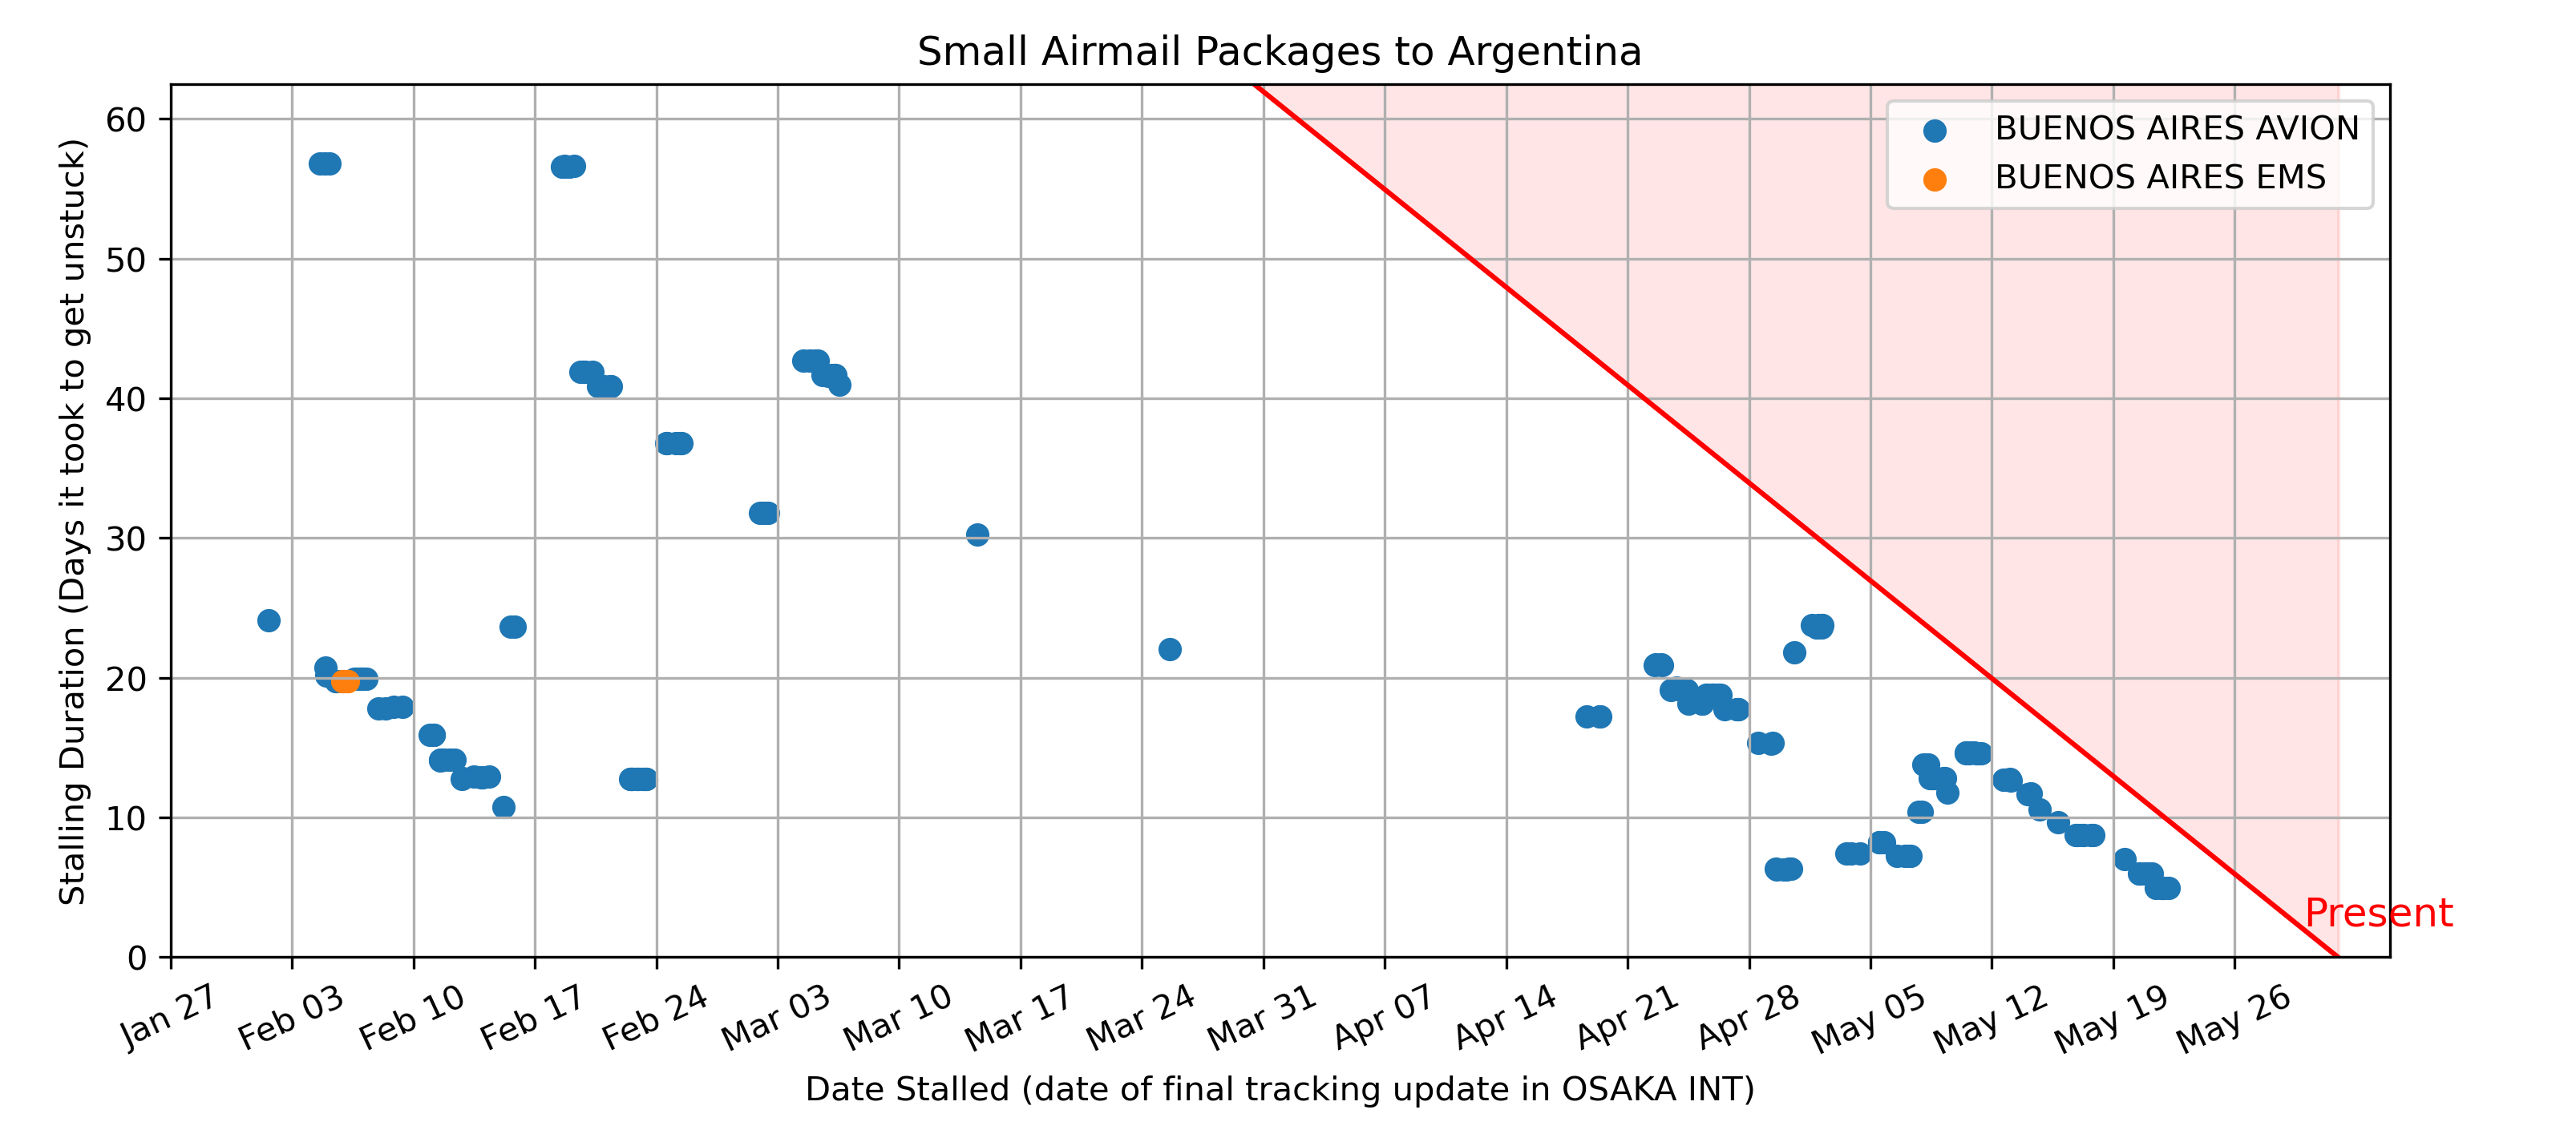 Small Airmail Packages to Argentina
BUENOS AIRES AVION
BUENOS AIRES EMS
Stalling Duration (Days it took to get unstuck)
60
50
40
30
20
10
0
Present
Jan 27
Feb 03
Feb 10
Feb 17
Feb 24
Mar 03
Mar 10
Mar 17
Mar 24
Mar 31
Apr 07
Apr 14
Apr 21
Apr 28
May 05
May 12
May 19
May 26
Date Stalled (date of final tracking update in OSAKA INT)